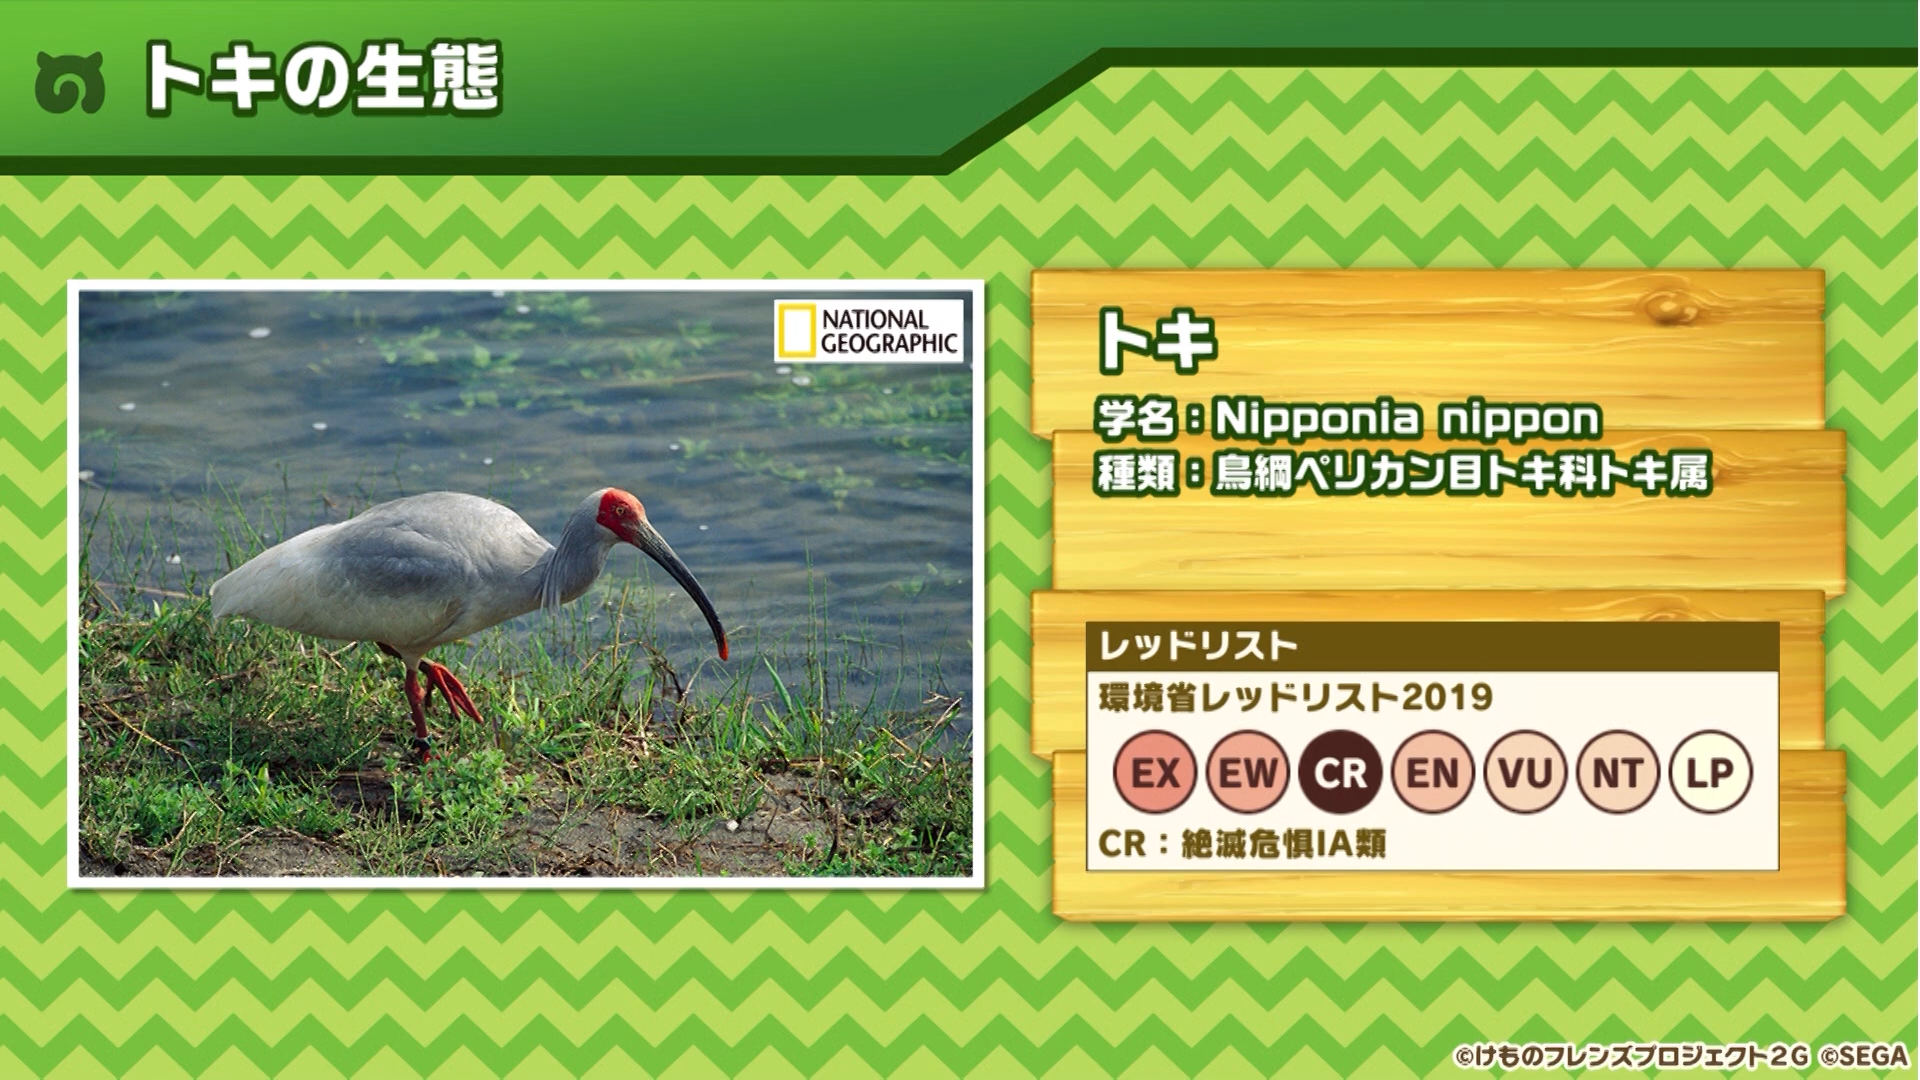 トキの生態
NATIONAL
GEOGRAPHIC
トキ
学名：Nipponia nippon
種類：鳥綱ペリカン目トキ科トキ属
レッドリスト
環境省レッドリスト2019
EX EW CR EN VU NT LP
CR：絶滅危惧IA類
©けものフレンズプロジェクト2G ©SEGA